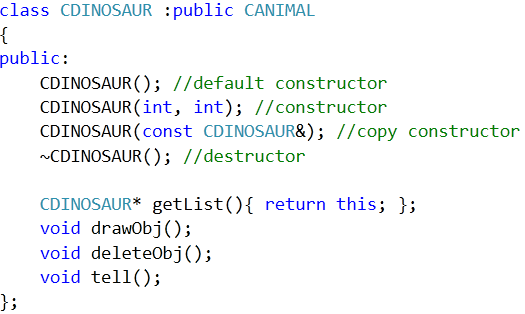 class CDINOSAUR :public CANIMAL
{
public:
    CDINOSAUR(); //default constructor
    CDINOSAUR(int, int); //constructor
    CDINOSAUR(const CDINOSAUR&); //copy constructor
    ~CDINOSAUR(); //destructor

    CDINOSAUR* getList(){ return this; };
    void drawObj();
    void deleteObj();
    void tell();
};